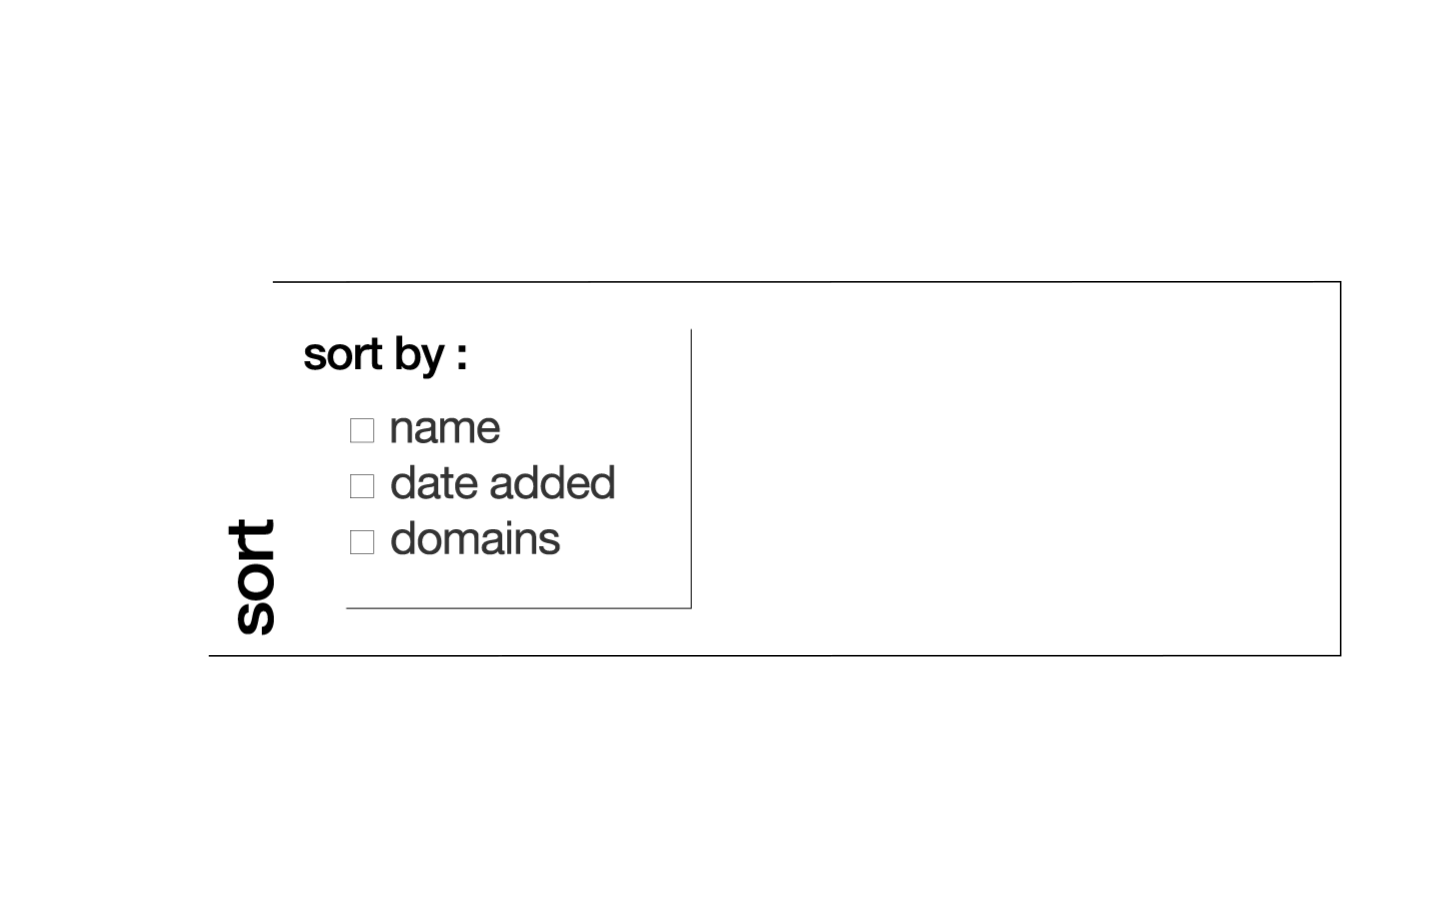 sort
sort by :
name
date added
domains